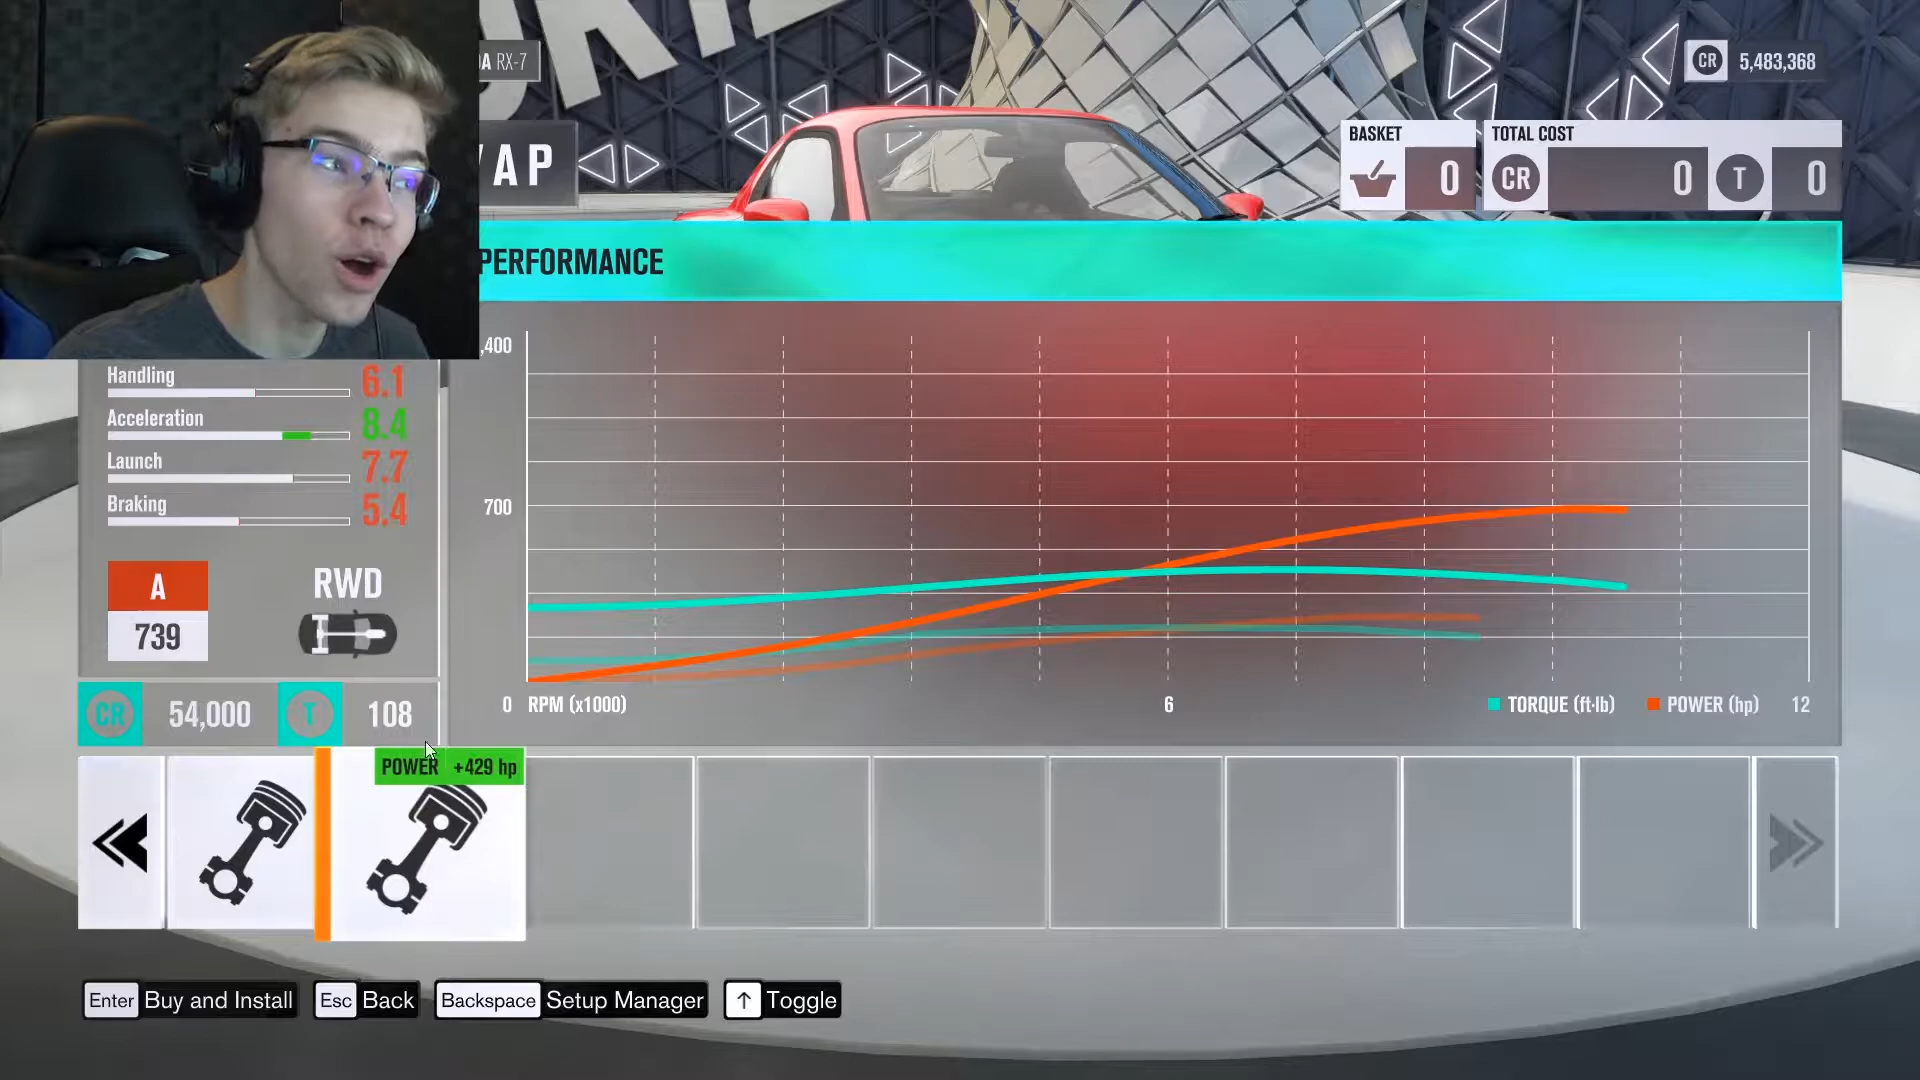 RX-7
CR 5,483,368
AP
BASKET
0
TOTAL COST
CR 0 T 0
PERFORMANCE
,400
700
0 RPM (x1000) 6 TORQUE (ft·lb) POWER (hp) 12
Handling 6.1
Acceleration 8.4
Launch 7.7
Braking 5.4
A
739
RWD
CR 54,000 T 108
POWER +429 hp
Enter Buy and Install Esc Back Backspace Setup Manager ↑ Toggle